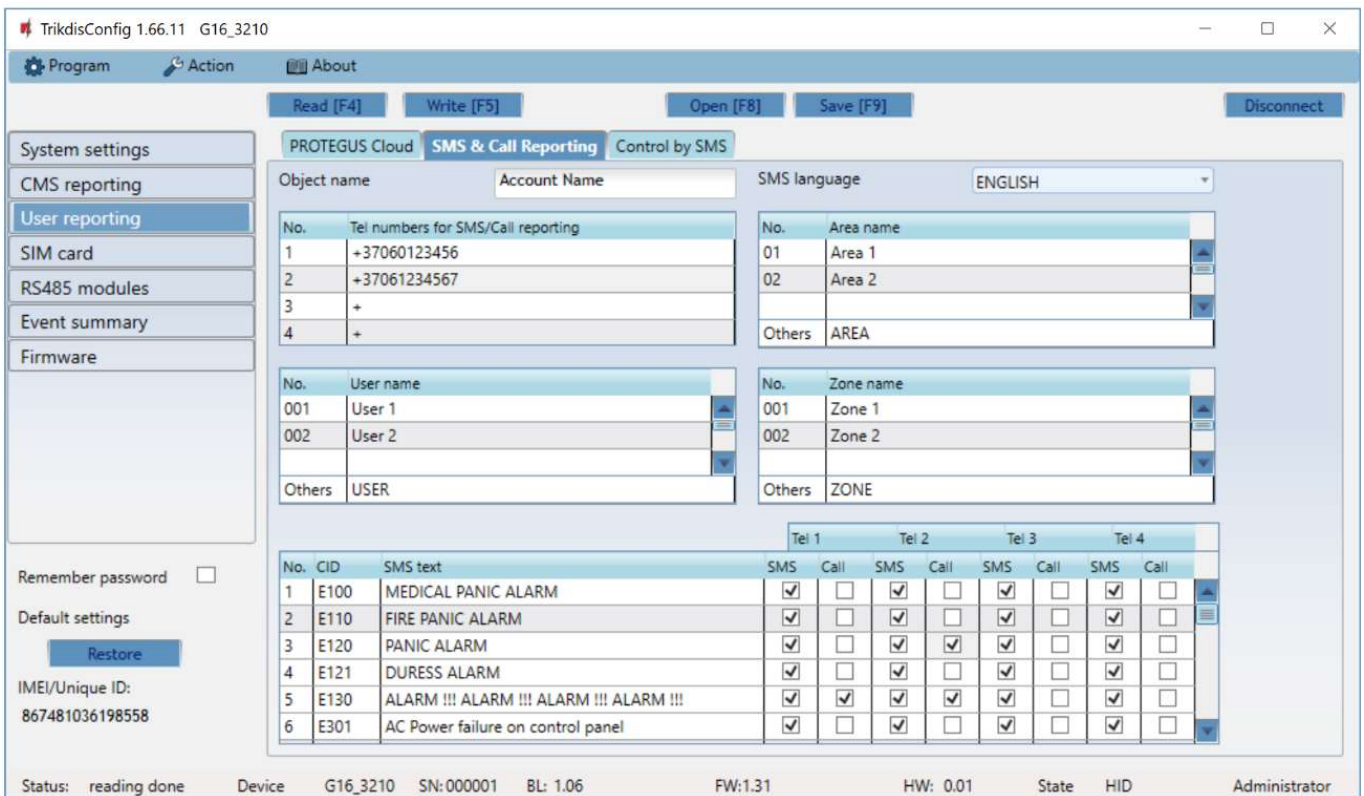 TrikdisConfig 1.66.11 G16_3210
Program Action About
Read [F4] Write [F5] Open [F8] Save [F9] Disconnect
System settings
CMS reporting
User reporting
SIM card
RS485 modules
Event summary
Firmware
Remember password
Default settings
Restore
IMEI/Unique ID:
867481036198558
PROTEGUS Cloud SMS & Call Reporting Control by SMS
Object name Account Name SMS language ENGLISH
No. Tel numbers for SMS/Call reporting
1 +37060123456
2 +37061234567
3 +
4 +
No. Area name
01 Area 1
02 Area 2
Others AREA
No. User name
001 User 1
002 User 2
Others USER
No. Zone name
001 Zone 1
002 Zone 2
Others ZONE
Tel 1 Tel 2 Tel 3 Tel 4
No. CID SMS text SMS Call SMS Call SMS Call SMS Call
1 E100 MEDICAL PANIC ALARM
2 E110 FIRE PANIC ALARM
3 E120 PANIC ALARM
4 E121 DURESS ALARM
5 E130 ALARM !!! ALARM !!! ALARM !!! ALARM !!!
6 E301 AC Power failure on control panel
Status: reading done Device G16_3210 SN:000001 BL: 1.06 FW:1.31 HW: 0.01 State HID Administrator